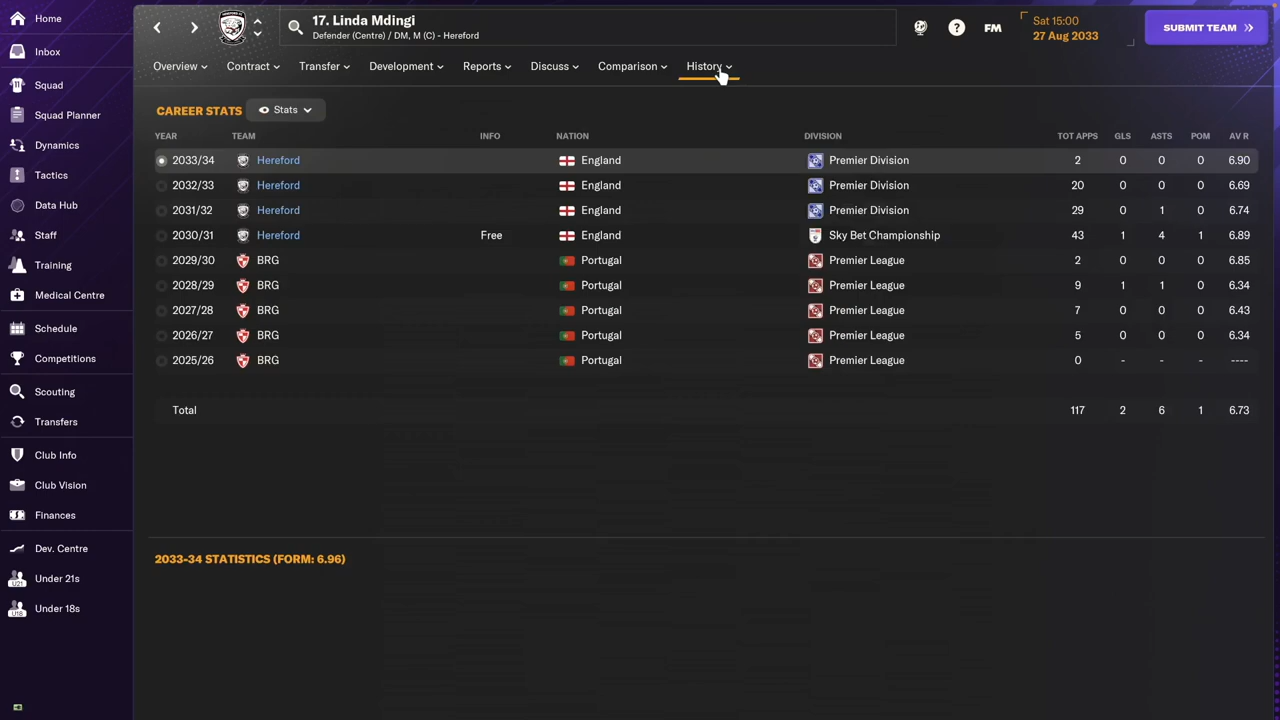 Home
Inbox
Squad
Squad Planner
Dynamics
Tactics
Data Hub
Staff
Training
Medical Centre
Schedule
Competitions
Scouting
Transfers
Club Info
Club Vision
Finances
Dev. Centre
Under 21s
U21
Under 18s
U18
17. Linda Mdingi
Defender (Centre) / DM, M (C) - Hereford
?
FM
Sat 15:00
27 Aug 2033
SUBMIT TEAM
Overview Contract Transfer Development Reports Discuss Comparison History
CAREER STATS Stats
YEAR TEAM INFO NATION DIVISION TOT APPS GLS ASTS POM AV R
2033/34 Hereford England Premier Division 2 0 0 0 6.90
2032/33 Hereford England Premier Division 20 0 0 0 6.69
2031/32 Hereford England Premier Division 29 0 1 0 6.74
2030/31 Hereford Free England Sky Bet Championship 43 1 4 1 6.89
2029/30 BRG Portugal Premier League 2 0 0 0 6.85
2028/29 BRG Portugal Premier League 9 1 1 0 6.34
2027/28 BRG Portugal Premier League 7 0 0 0 6.43
2026/27 BRG Portugal Premier League 5 0 0 0 6.34
2025/26 BRG Portugal Premier League 0 - - - ----
Total 117 2 6 1 6.73
2033-34 STATISTICS (FORM: 6.96)